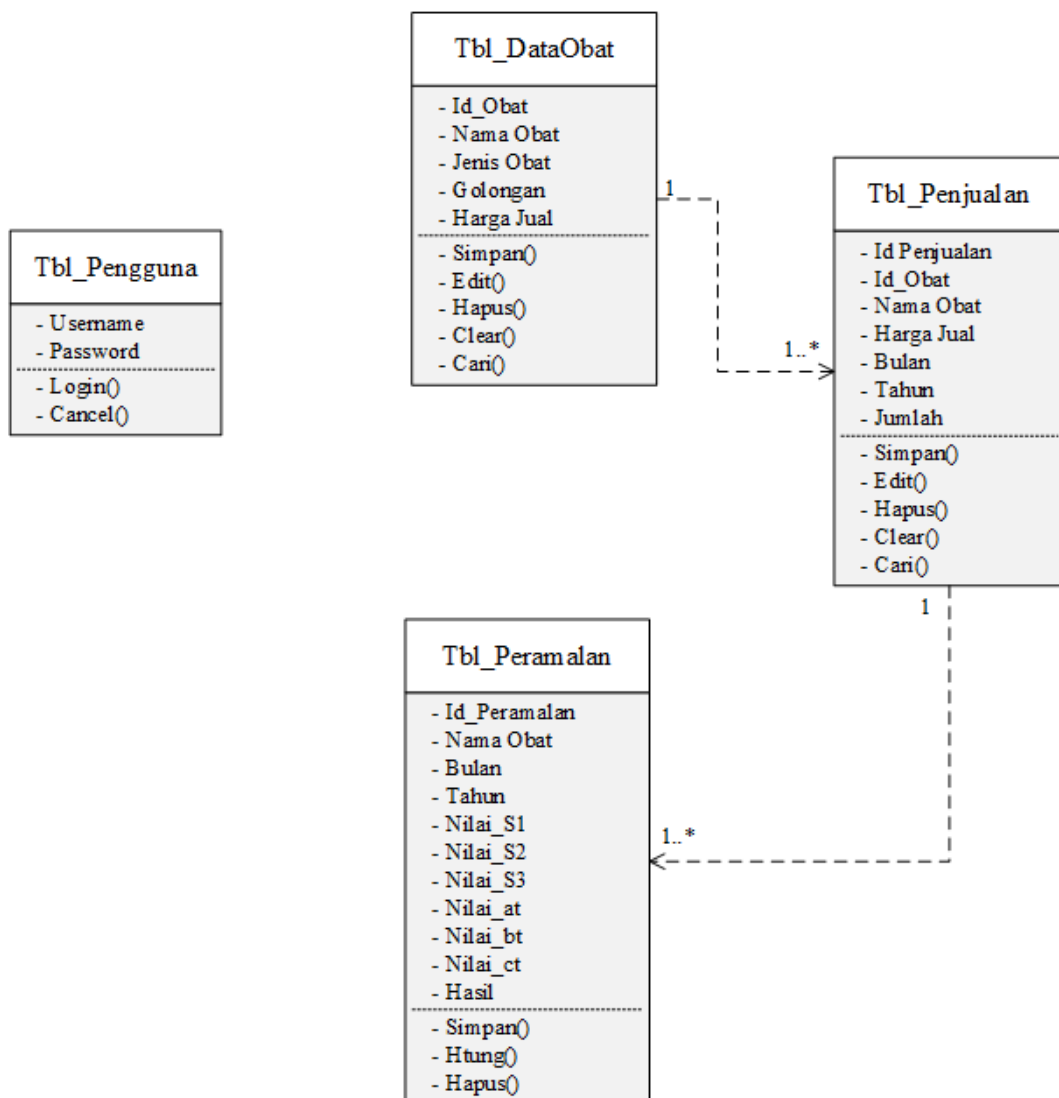 Tbl_DataObat
- Id_Obat
- Nama Obat
- Jenis Obat
- Golongan
- Harga Jual
- Simpan()
- Edit()
- Hapus()
- Clear()
- Cari()
1
1..*
Tbl_Penjualan
- Id Penjualan
- Id_Obat
- Nama Obat
- Harga Jual
- Bulan
- Tahun
- Jumlah
- Simpan()
- Edit()
- Hapus()
- Clear()
- Cari()
Tbl_Pengguna
- Username
- Password
- Login()
- Cancel()
1
1..*
Tbl_Peramalan
- Id_Peramalan
- Nama Obat
- Bulan
- Tahun
- Nilai_S1
- Nilai_S2
- Nilai_S3
- Nilai_at
- Nilai_bt
- Nilai_ct
- Hasil
- Simpan()
- Htung()
- Hapus()